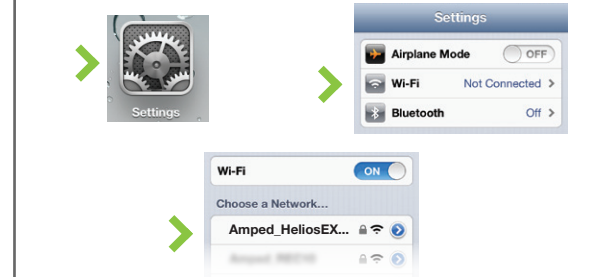 Settings
Settings
Airplane Mode OFF
Wi-Fi Not Connected
Bluetooth Off
Wi-Fi ON
Choose a Network...
Amped_HeliosEX...